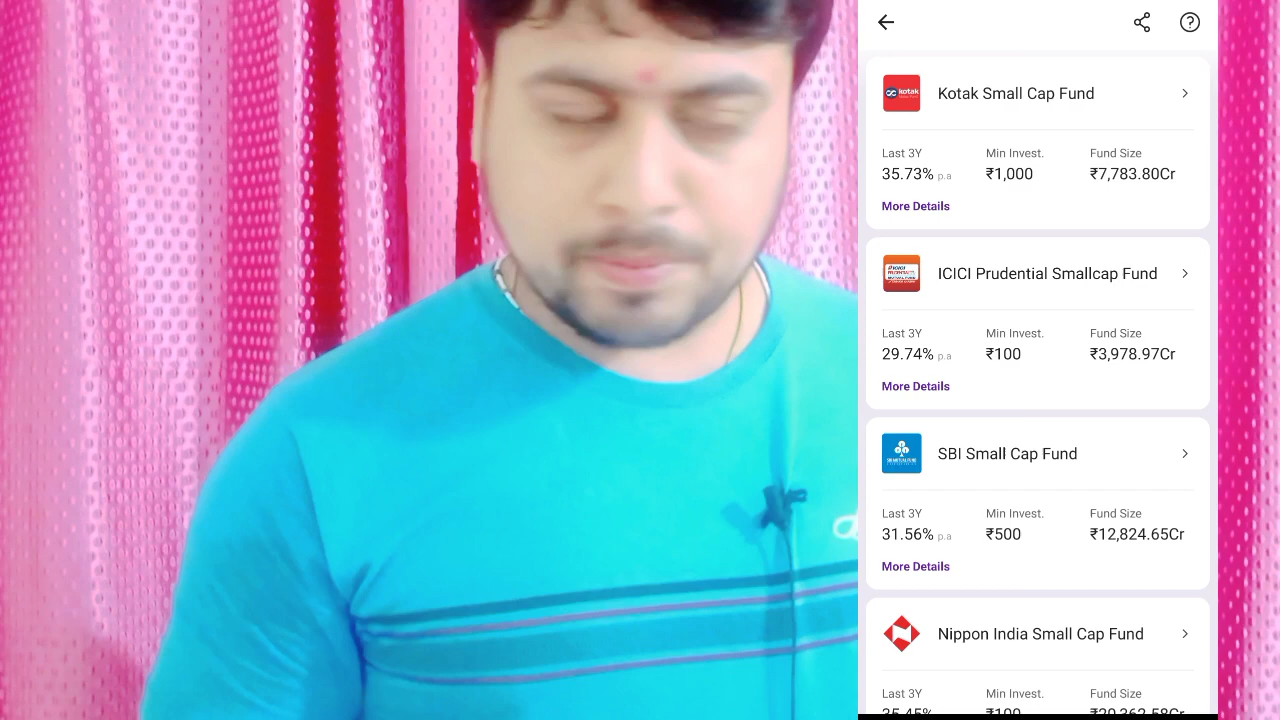 kotak
Kotak Small Cap Fund
Last 3Y Min Invest. Fund Size
35.73% p.a ₹1,000 ₹7,783.80Cr
More Details
ICICI Prudential Smallcap Fund
Last 3Y Min Invest. Fund Size
29.74% p.a ₹100 ₹3,978.97Cr
More Details
SBI Small Cap Fund
Last 3Y Min Invest. Fund Size
31.56% p.a ₹500 ₹12,824.65Cr
More Details
Nippon India Small Cap Fund
Last 3Y Min Invest. Fund Size